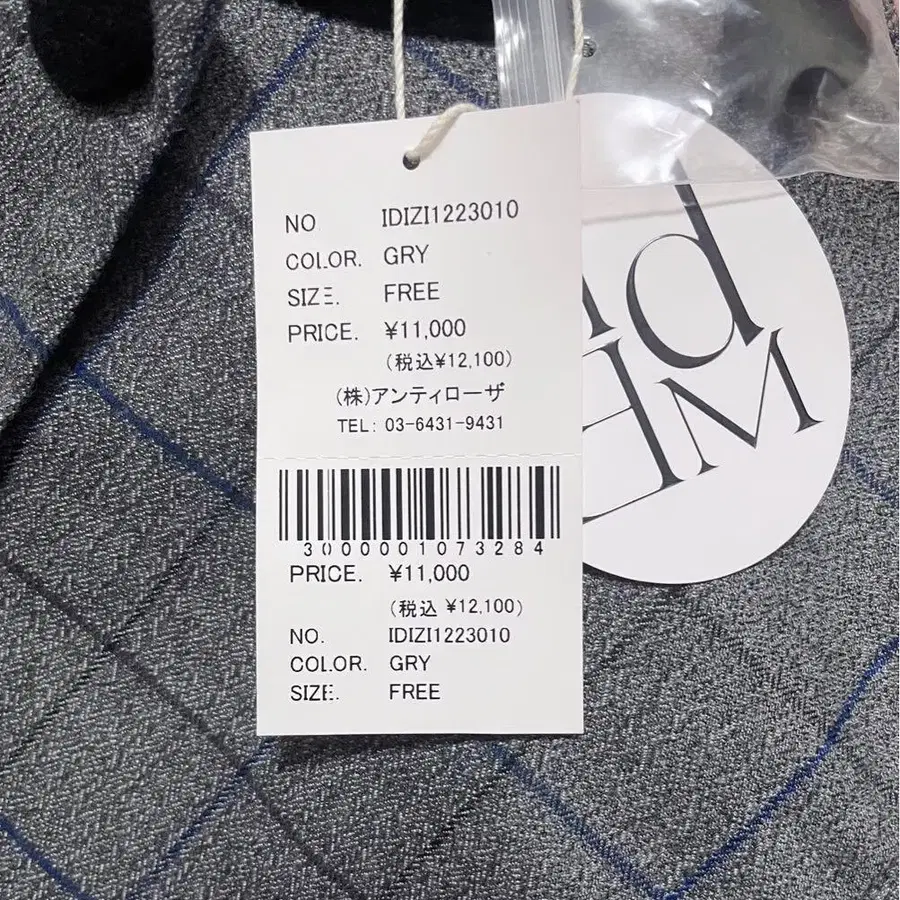 NO IDIZI1223010
COLOR. GRY
SIZE. FREE
PRICE. ¥11,000
(税込¥12,100)
(株)アンティローザ
TEL: 03-6431-9431
3000001073284
PRICE. ¥11,000
(税込 ¥12,100)
NO. IDIZI1223010
COLOR. GRY
SIZE. FREE
d
M